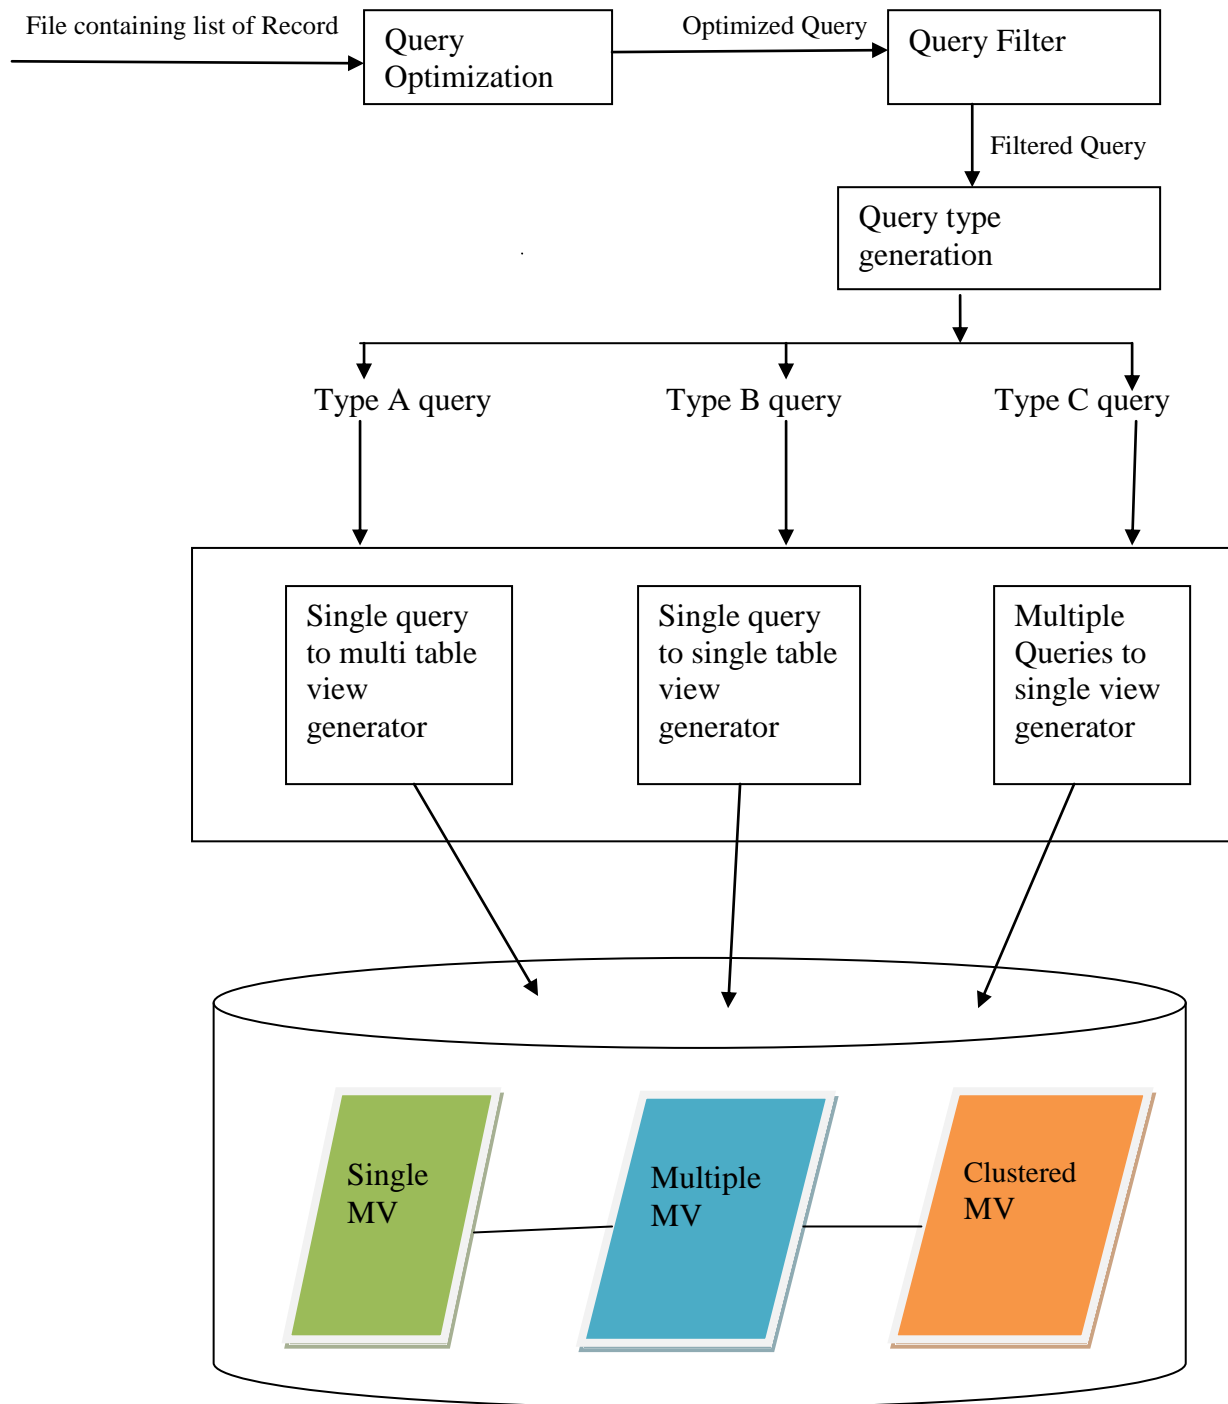 File containing list of Record
Query
Optimization
Optimized Query
Query Filter
Filtered Query
Query type
generation
Type A query
Type B query
Type C query
Single query
to multi table
view
generator
Single query
to single table
view
generator
Multiple
Queries to
single view
generator
Single
MV
Multiple
MV
Clustered
MV